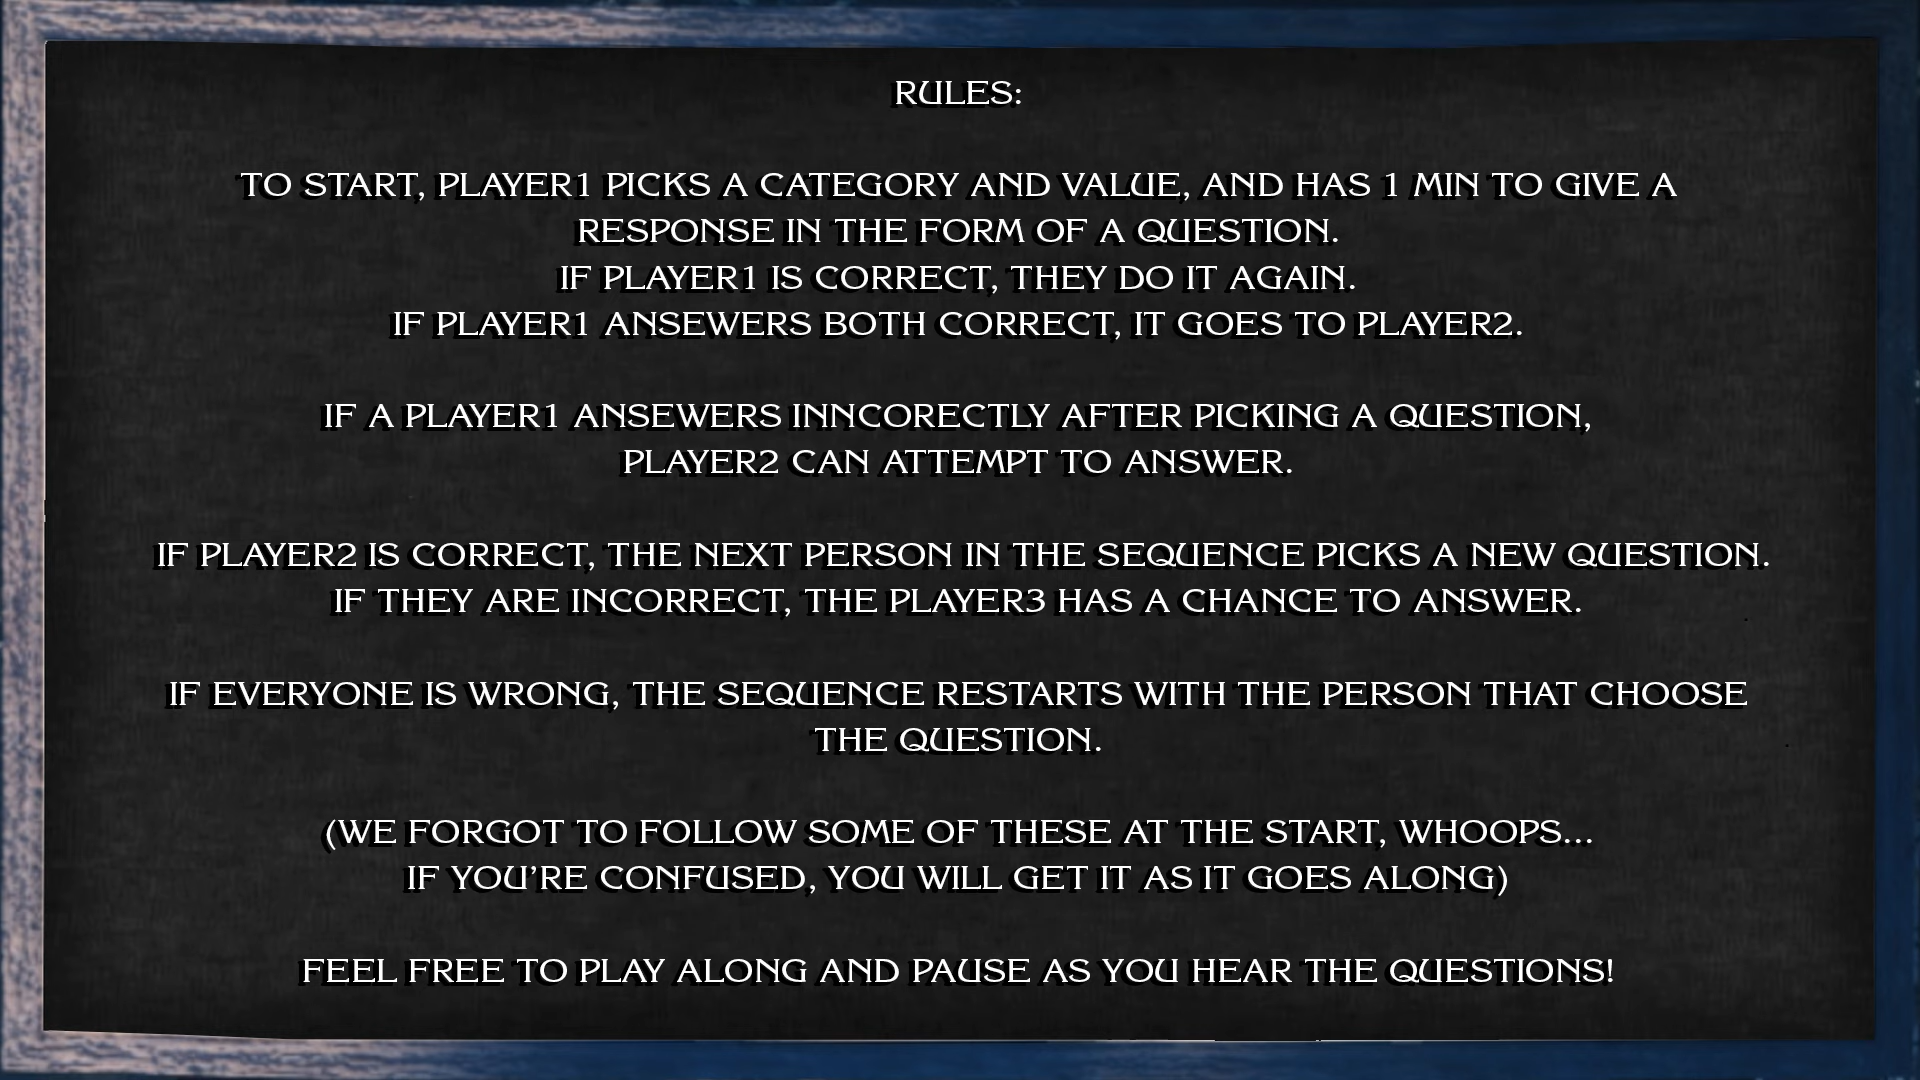 RULES:
TO START, PLAYER1 PICKS A CATEGORY AND VALUE, AND HAS 1 MIN TO GIVE A
RESPONSE IN THE FORM OF A QUESTION.
IF PLAYER1 IS CORRECT, THEY DO IT AGAIN.
IF PLAYER1 ANSEWERS BOTH CORRECT, IT GOES TO PLAYER2.
IF A PLAYER1 ANSEWERS INNCORECTLY AFTER PICKING A QUESTION,
PLAYER2 CAN ATTEMPT TO ANSWER.
IF PLAYER2 IS CORRECT, THE NEXT PERSON IN THE SEQUENCE PICKS A NEW QUESTION.
IF THEY ARE INCORRECT, THE PLAYER3 HAS A CHANCE TO ANSWER.
IF EVERYONE IS WRONG, THE SEQUENCE RESTARTS WITH THE PERSON THAT CHOOSE
THE QUESTION.
(WE FORGOT TO FOLLOW SOME OF THESE AT THE START, WHOOPS...
IF YOU'RE CONFUSED, YOU WILL GET IT AS IT GOES ALONG)
FEEL FREE TO PLAY ALONG AND PAUSE AS YOU HEAR THE QUESTIONS!